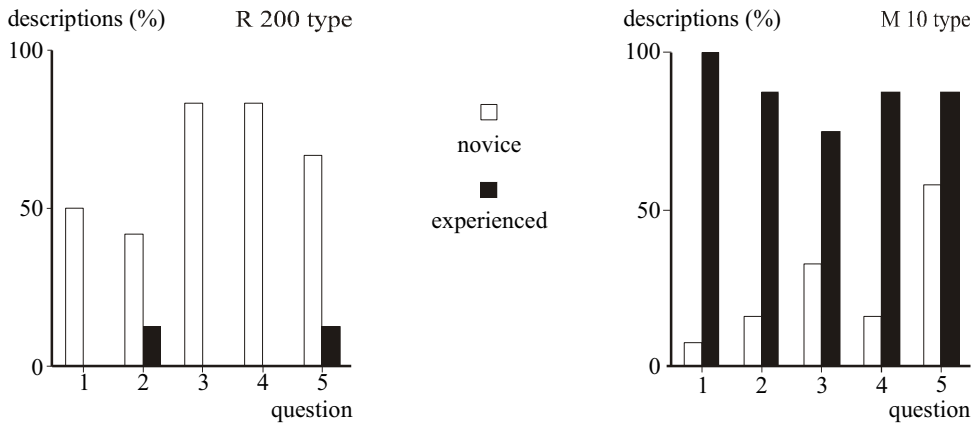 descriptions (%) R 200 type
100
50
0
1 2 3 4 5
question
novice
experienced
descriptions (%) M 10 type
100
50
0
1 2 3 4 5
question